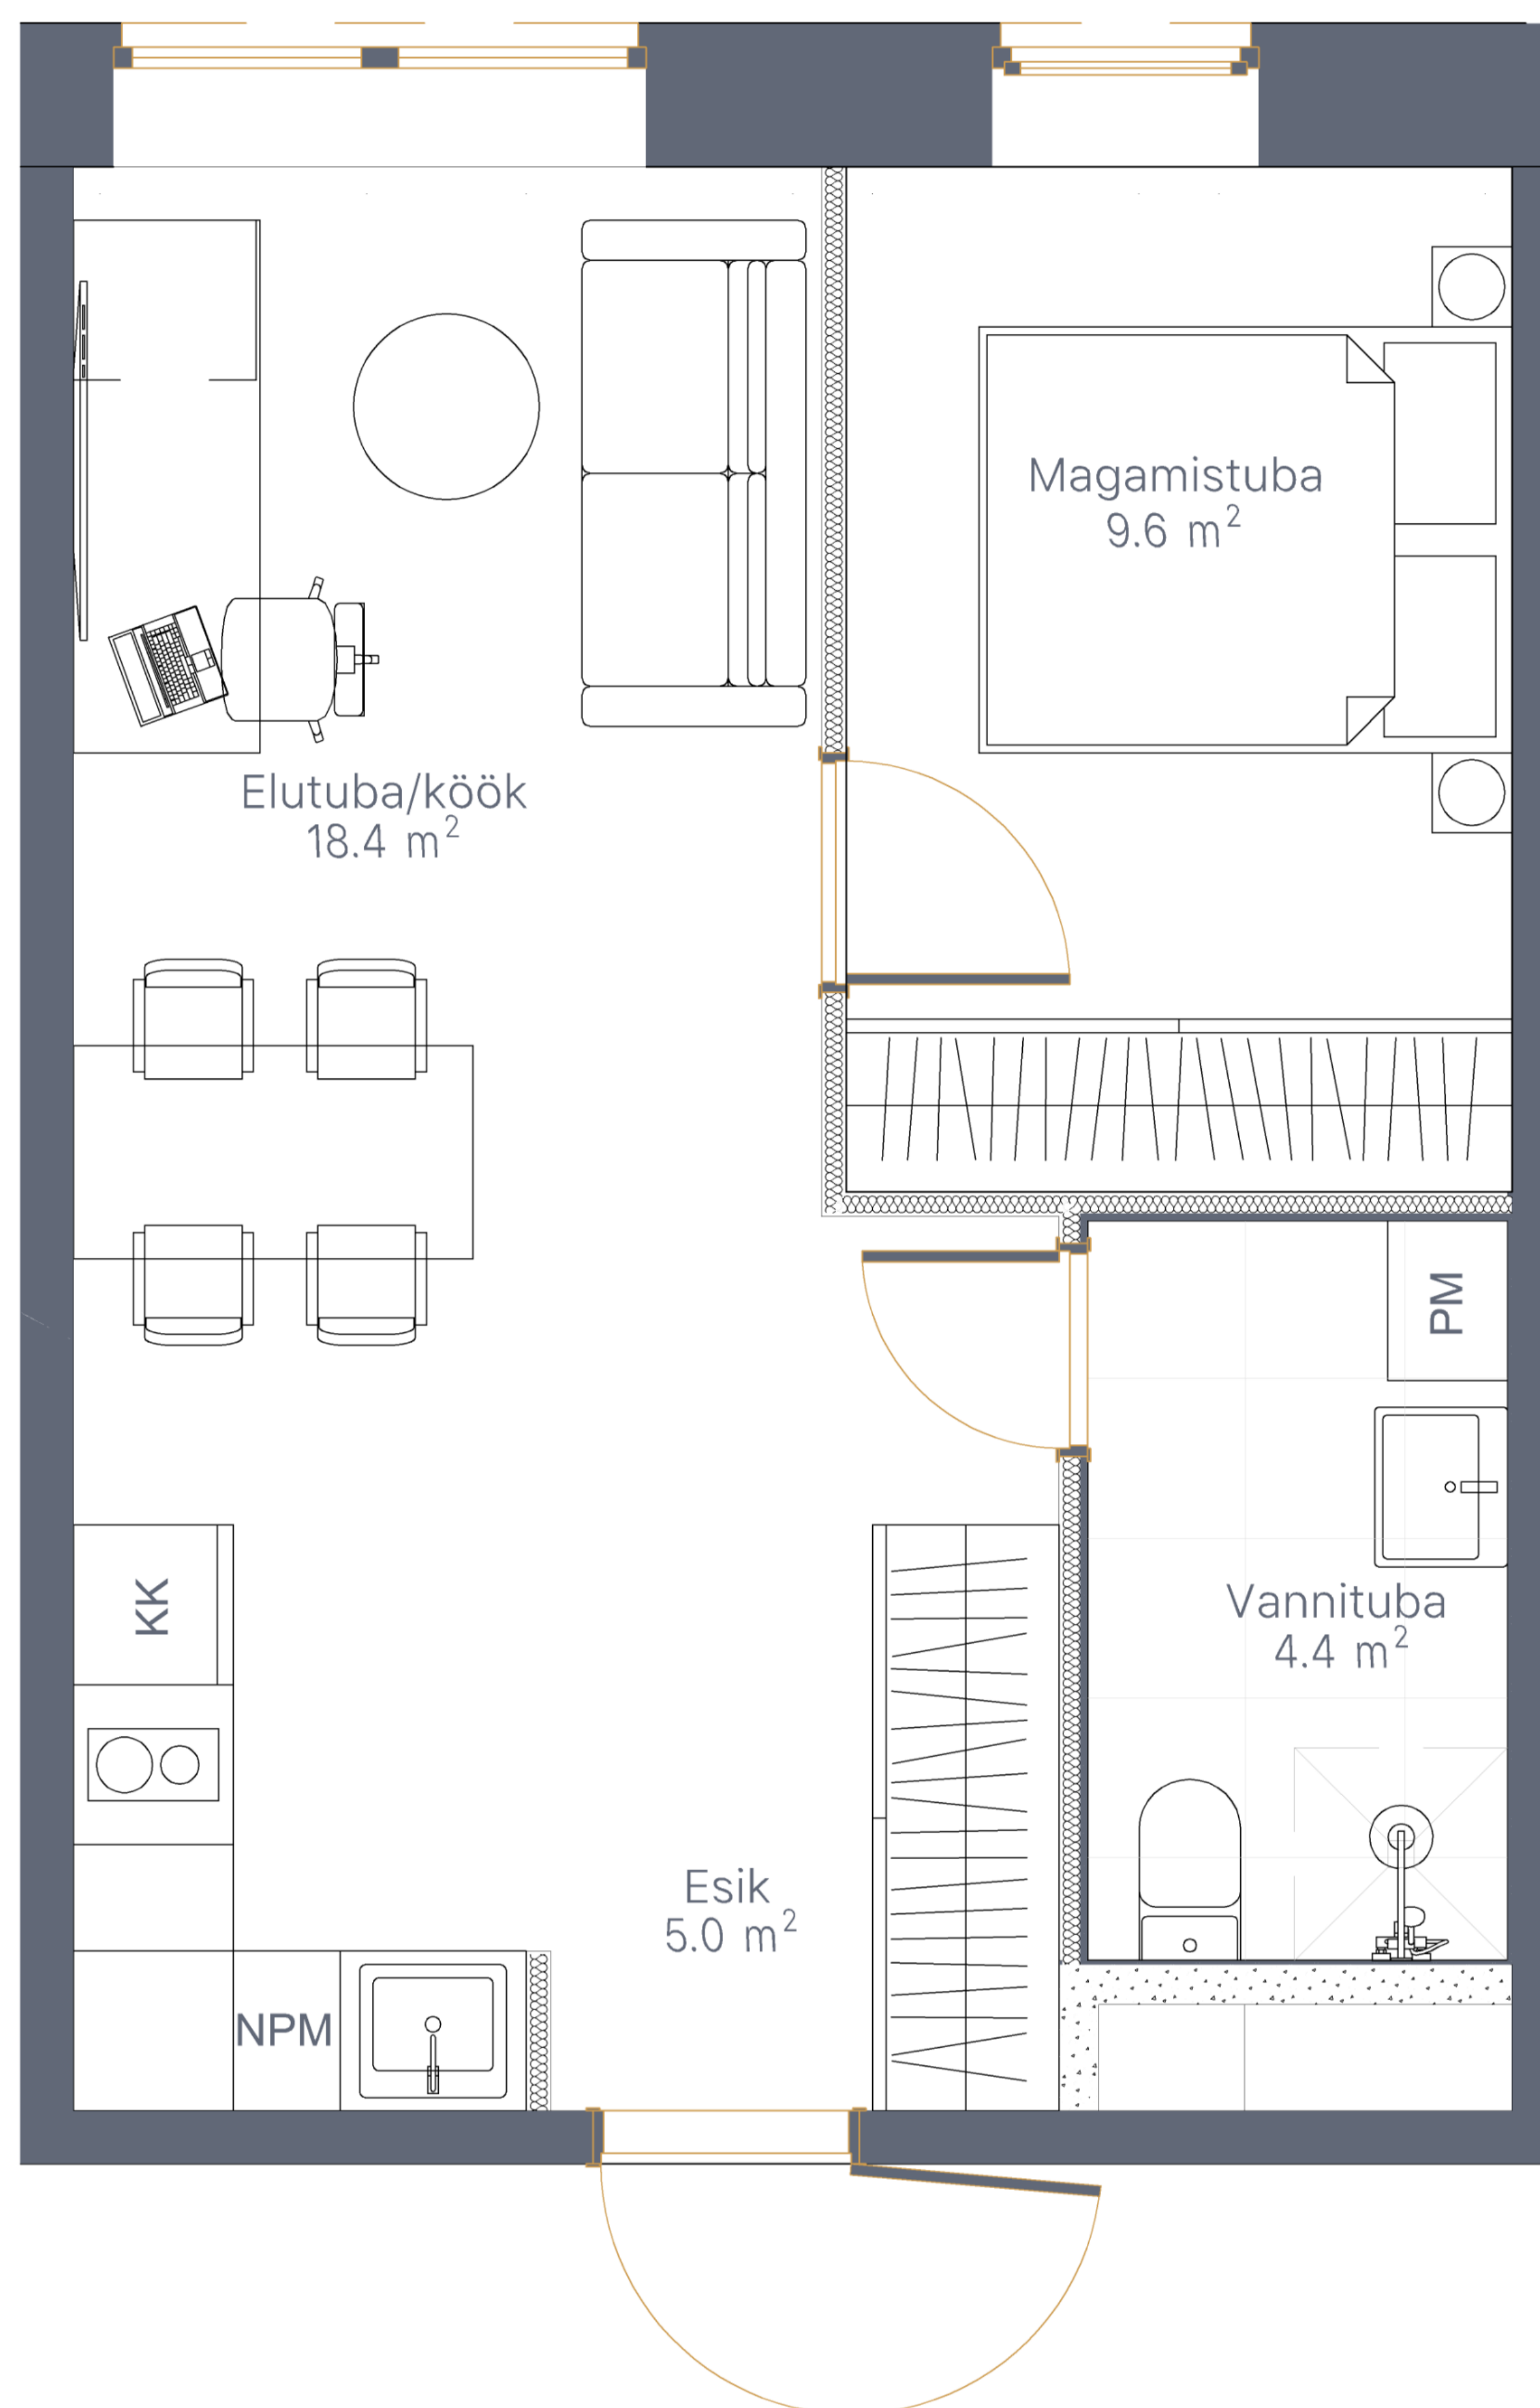 Magamistuba
9.6 m²
Elutuba/köök
18.4 m²
PM
KK
Vannituba
4.4 m²
Esik
5.0 m²
NPM